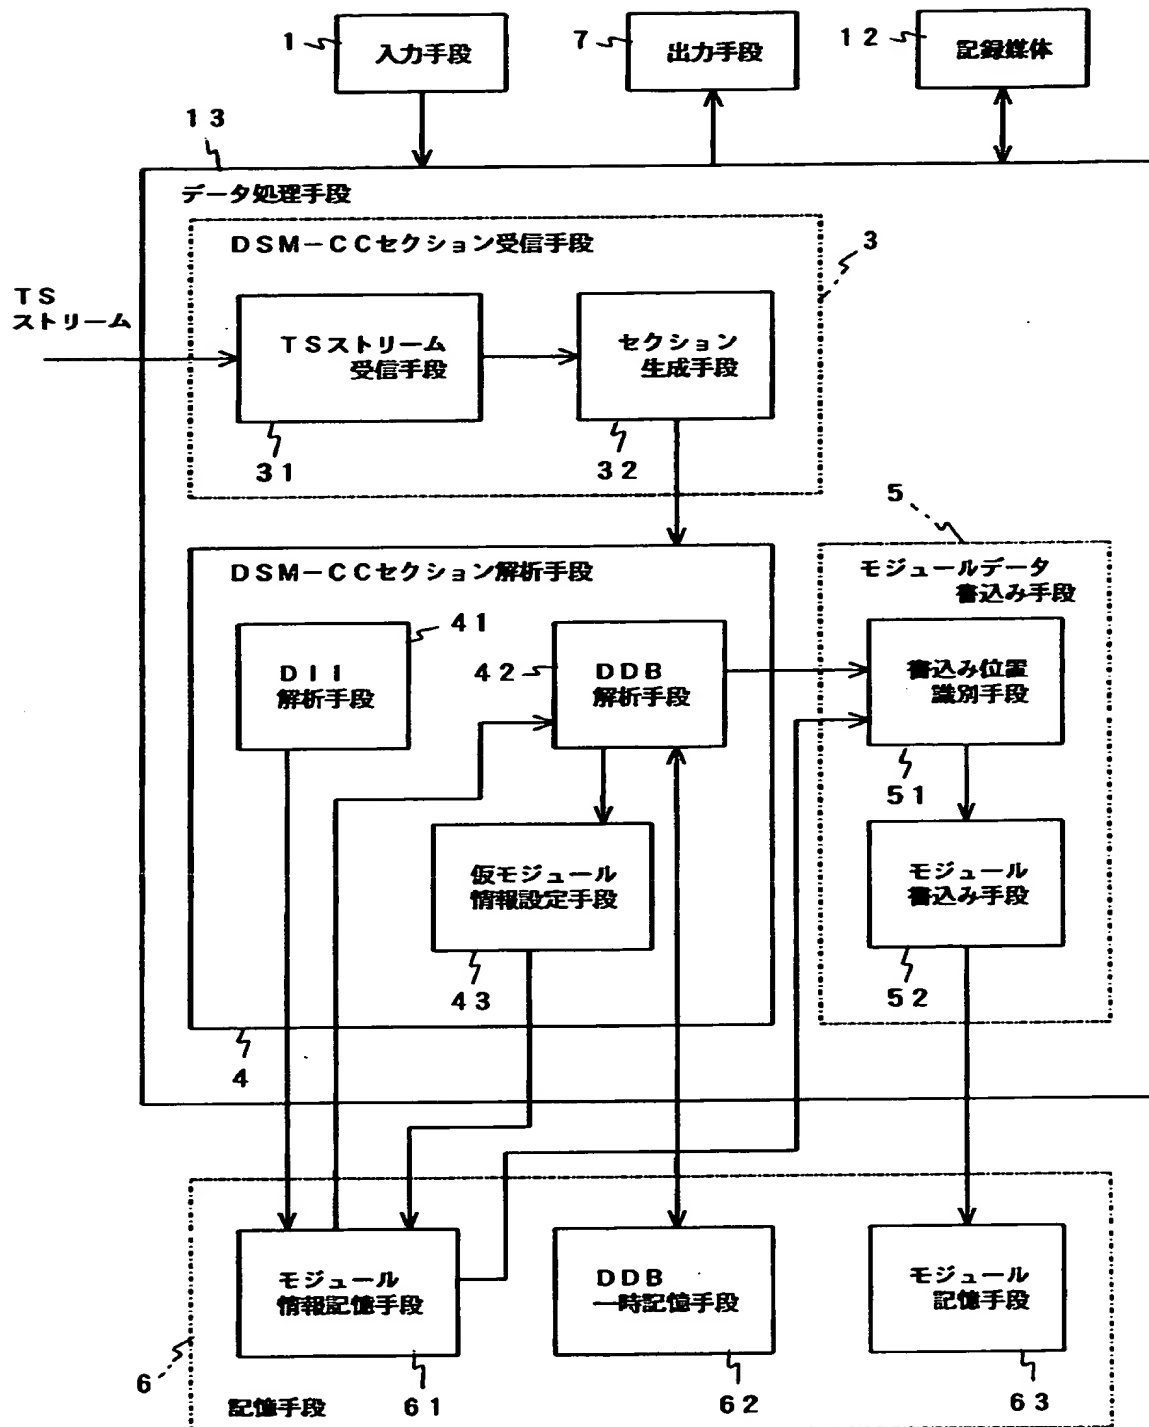 1
入力手段
7
出力手段
12
記録媒体
13
データ処理手段
DSM-CCセクション受信手段
3
TS
ストリーム
TSストリーム
受信手段
セクション
生成手段
31
32
5
DSM-CCセクション解析手段
モジュールデータ
書込み手段
41
DII
解析手段
42
DDB
解析手段
書込み位置
識別手段
51
仮モジュール
情報設定手段
モジュール
書込み手段
43
52
4
モジュール
情報記憶手段
DDB
一時記憶手段
モジュール
記憶手段
6
記憶手段
61
62
63